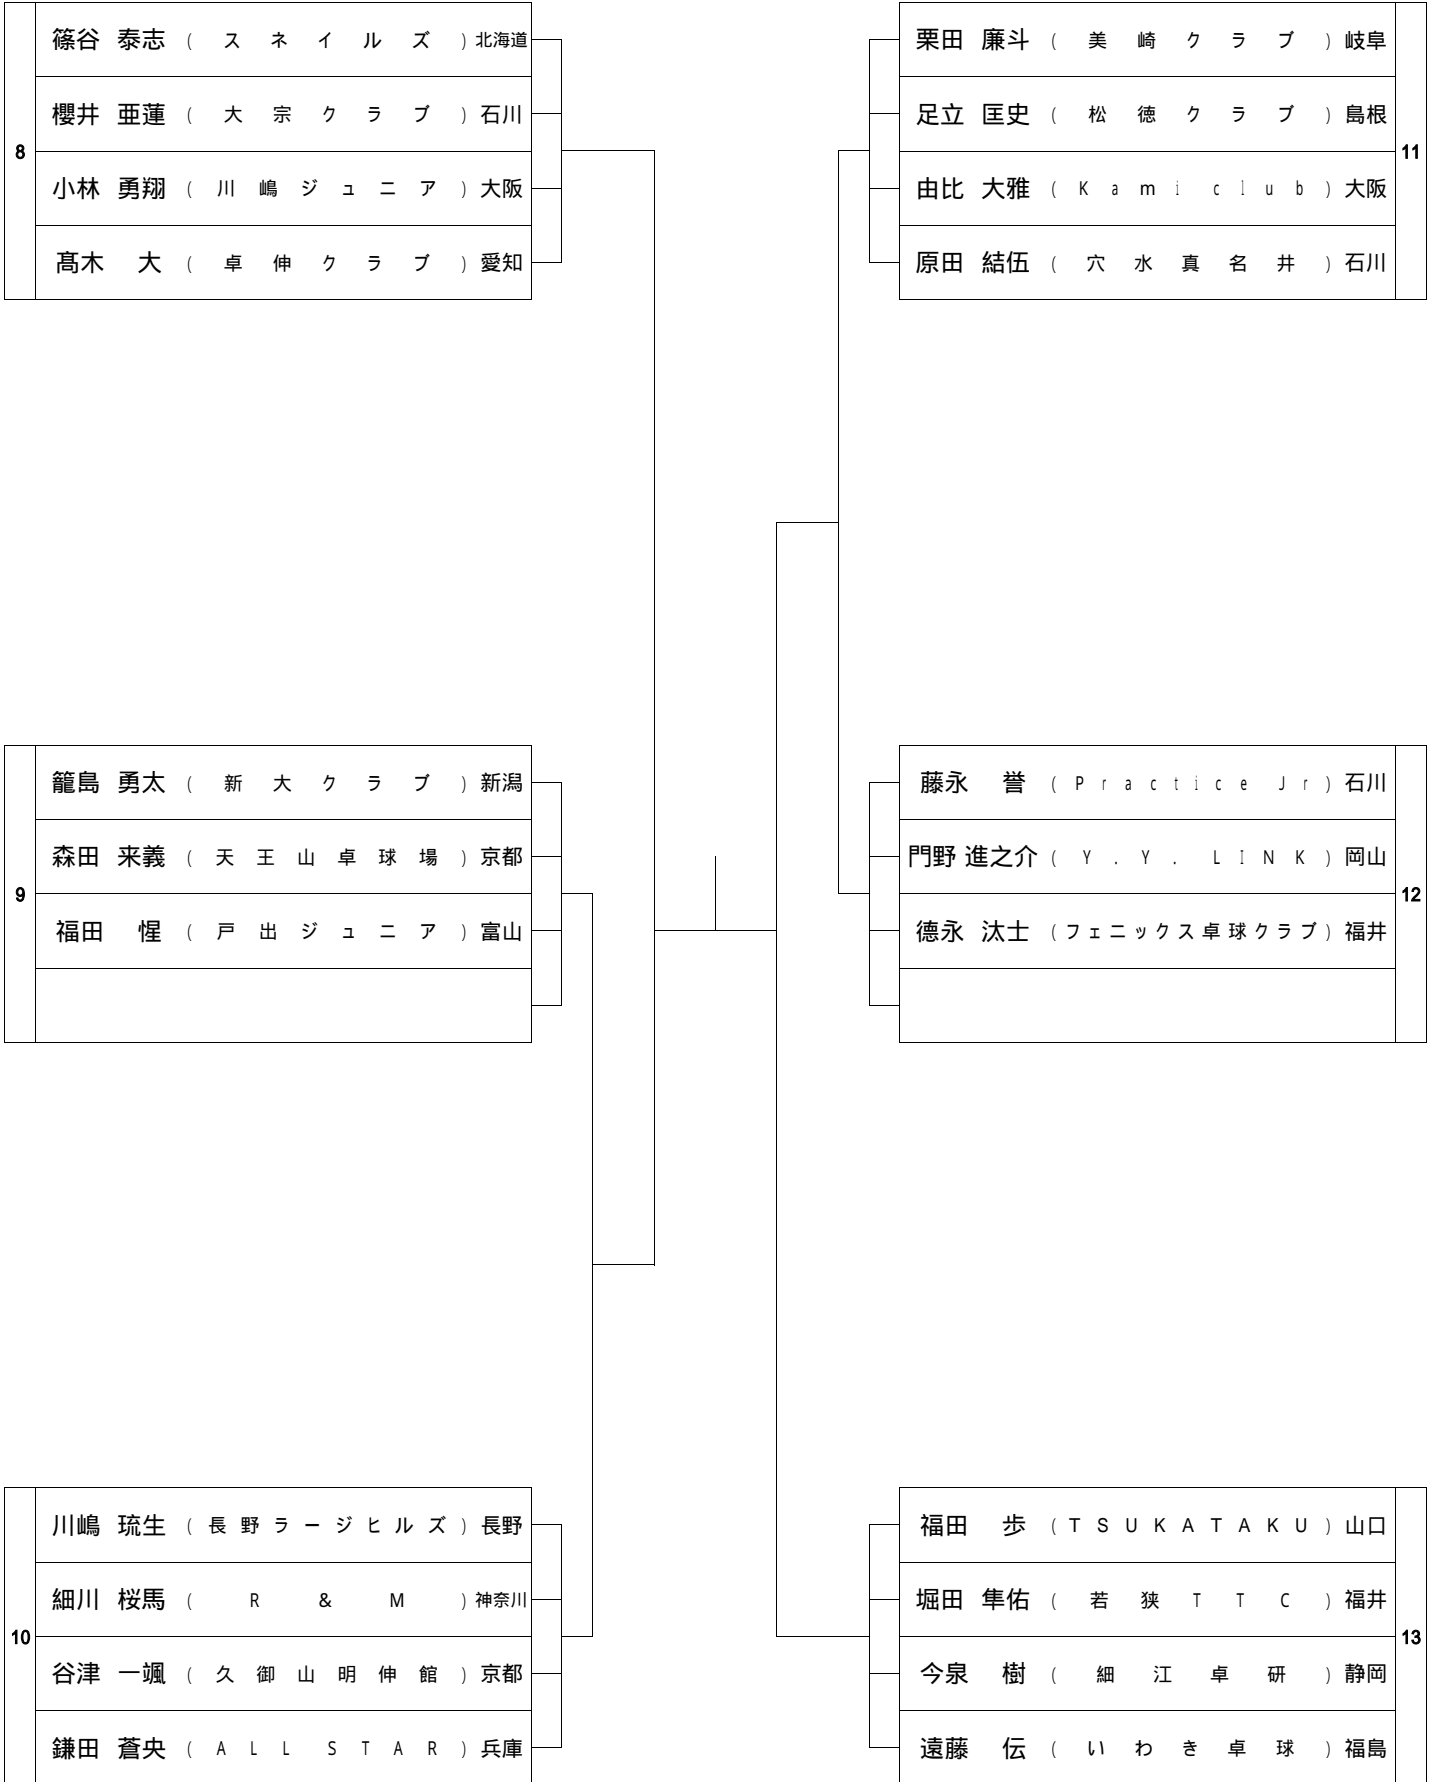 8
篠谷 泰志 ( スネイルズ ) 北海道
櫻井 亜蓮 ( 大宗クラブ ) 石川
小林 勇翔 ( 川嶋ジュニア ) 大阪
髙木 大 ( 卓伸クラブ ) 愛知
9
籠島 勇太 ( 新大クラブ ) 新潟
森田 来義 ( 天王山卓球場 ) 京都
福田 惺 ( 戸出ジュニア ) 富山
10
川嶋 琉生 ( 長野ラージヒルズ ) 長野
細川 桜馬 ( R&M ) 神奈川
谷津 一颯 ( 久御山明伸館 ) 京都
鎌田 蒼央 ( ALL STAR ) 兵庫
11
栗田 廉斗 ( 美崎クラブ ) 岐阜
足立 匡史 ( 松徳クラブ ) 島根
由比 大雅 ( Kami club ) 大阪
原田 結伍 ( 穴水真名井 ) 石川
12
藤永 誉 ( Practice Jr ) 石川
門野 進之介 ( Y.Y. LINK ) 岡山
德永 汰士 ( フェニックス卓球クラブ ) 福井
13
福田 歩 ( TSUKATAKU ) 山口
堀田 隼佑 ( 若狭TTC ) 福井
今泉 樹 ( 細江卓研 ) 静岡
遠藤 伝 ( いわき卓球 ) 福島